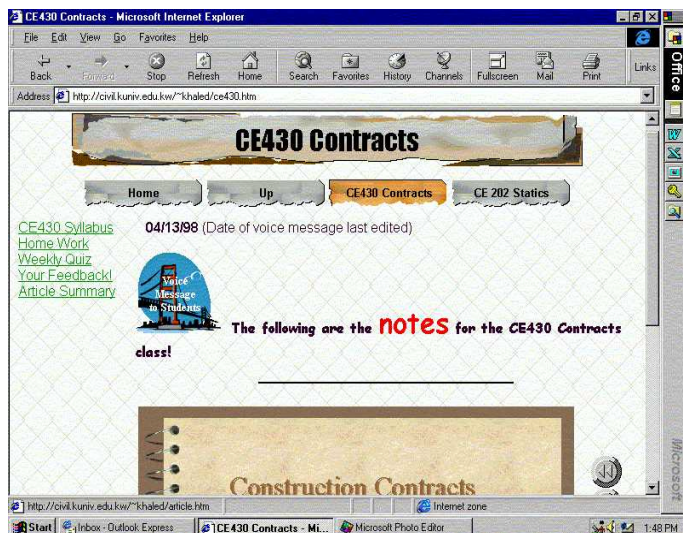 CE430 Contracts - Microsoft Internet Explorer
File Edit View Go Favorites Help
Back Forward Stop Refresh Home Search Favorites History Channels Fullscreen Mail Print Links
Address http://civil.kuniv.edu.kw/~khaled/ce430.htm
Office
CE430 Contracts
Home Up CE430 Contracts CE 202 Statics
CE430 Syllabus
Home Work
Weekly Quiz
Your Feedback!
Article Summary
04/13/98 (Date of voice message last edited)
Voice
Message
to Students
The following are the notes for the CE430 Contracts
class!
Construction Contracts
Microsoft
http://civil.kuniv.edu.kw/~khaled/article.htm Internet zone
Start Inbox - Outlook Express CE430 Contracts - Mi... Microsoft Photo Editor 1:48 PM